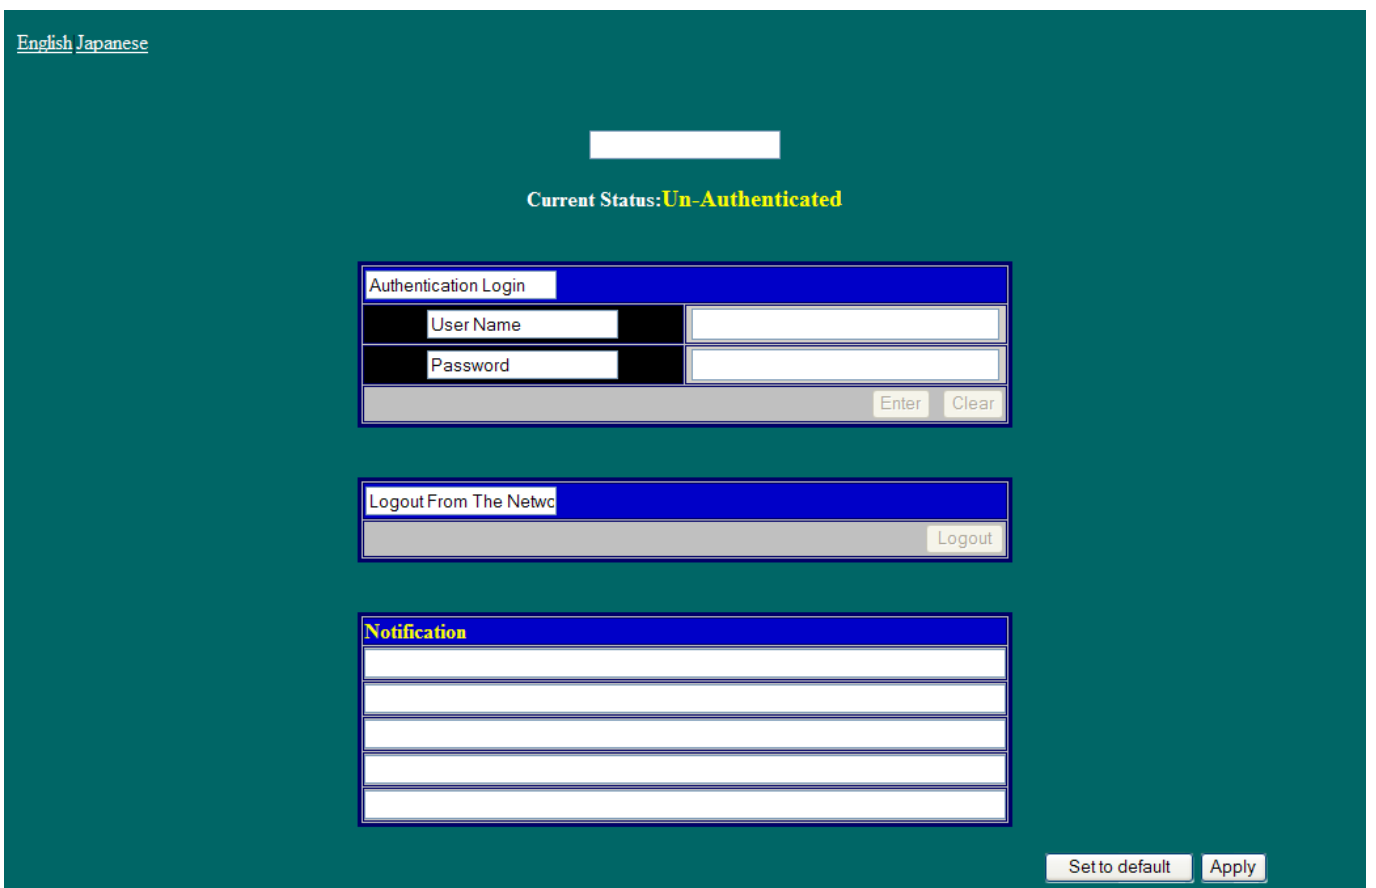 English Japanese
Current Status:Un-Authenticated
Authentication Login
User Name
Password
Enter Clear
Logout From The Netwo
Logout
Notification
Set to default Apply